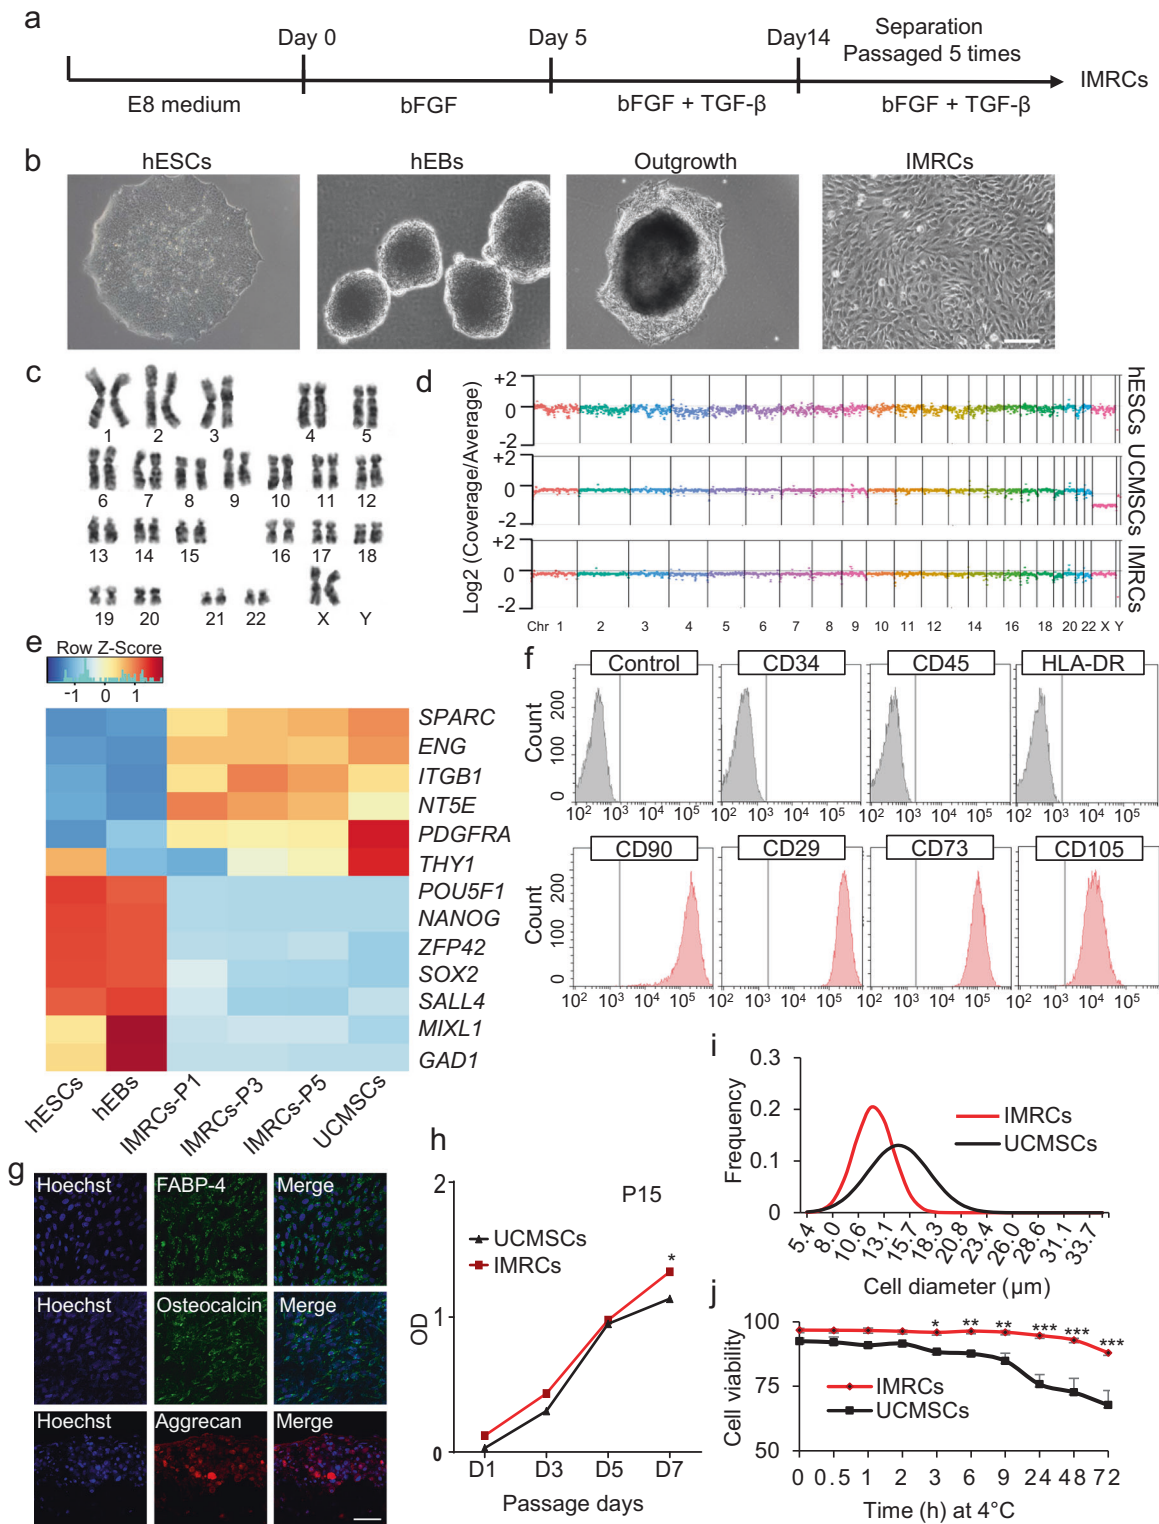 a
Day 0
Day 5
Day14
Separation
Passaged 5 times
IMRCs
E8 medium
bFGF
bFGF + TGF-β
bFGF + TGF-β
b
hESCs
hEBs
Outgrowth
IMRCs
c
1 2 3 4 5
6 7 8 9 10 11 12
13 14 15 16 17 18
19 20 21 22 X Y
d
Log2 (Coverage/Average)
+2
0
-2
hESCs
+2
0
-2
UCMSCs
+2
0
-2
IMRCs
Chr 1 2 3 4 5 6 7 8 9 10 11 12 14 16 18 20 22 X Y
e
Row Z-Score
-1 0 1
SPARC
ENG
ITGB1
NT5E
PDGFRA
THY1
POU5F1
NANOG
ZFP42
SOX2
SALL4
MIXL1
GAD1
hESCs
hEBs
IMRCs-P1
IMRCs-P3
IMRCs-P5
UCMSCs
f
Control
CD34
CD45
HLA-DR
Count
0 100 200
10² 10³ 10⁴ 10⁵
10² 10³ 10⁴ 10⁵
10² 10³ 10⁴ 10⁵
10² 10³ 10⁴ 10⁵
CD90
CD29
CD73
CD105
Count
0 100 200
10² 10³ 10⁴ 10⁵
10² 10³ 10⁴ 10⁵
10² 10³ 10⁴ 10⁵
10² 10³ 10⁴ 10⁵
g
Hoechst
FABP-4
Merge
Hoechst
Osteocalcin
Merge
Hoechst
Aggrecan
Merge
h
2
1
0
OD
P15
UCMSCs
IMRCs
*
D1 D3 D5 D7
Passage days
i
Frequency
0.3
0.2
0.1
0
IMRCs
UCMSCs
5.4 8.0 10.6 13.1 15.7 18.3 20.8 23.4 26.0 28.6 31.1 33.7
Cell diameter (µm)
j
Cell viability
100
75
50
* ** ** *** *** ***
IMRCs
UCMSCs
0 0.5 1 2 3 6 9 24 48 72
Time (h) at 4°C